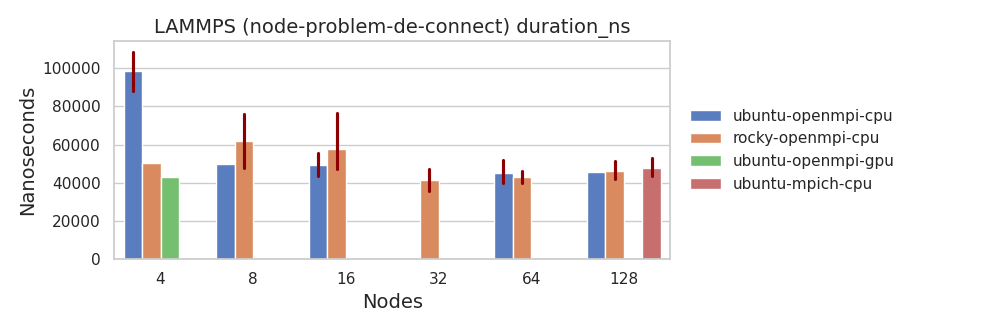 LAMMPS (node-problem-de-connect) duration_ns
Nanoseconds
100000
80000
60000
40000
20000
0
4 8 16 32 64 128
Nodes
ubuntu-openmpi-cpu
rocky-openmpi-cpu
ubuntu-openmpi-gpu
ubuntu-mpich-cpu